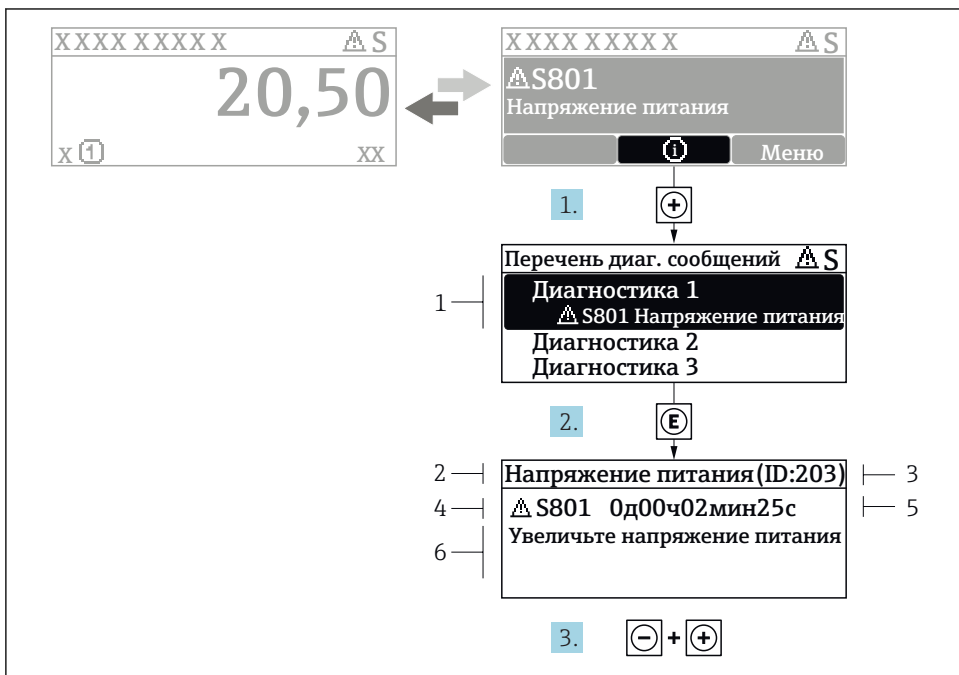 XXXX XXXXX ⚠S
20,50
X ① XX
XXXX XXXXX ⚠S
⚠S801
Напряжение питания
ⓘ Меню
1. +
Перечень диаг. сообщений ⚠S
1
Диагностика 1
⚠S801 Напряжение питания
Диагностика 2
Диагностика 3
2. E
2 Напряжение питания(ID:203) 3
4 ⚠S801 0д00ч02мин25с 5
6 Увеличьте напряжение питания
3. - + +